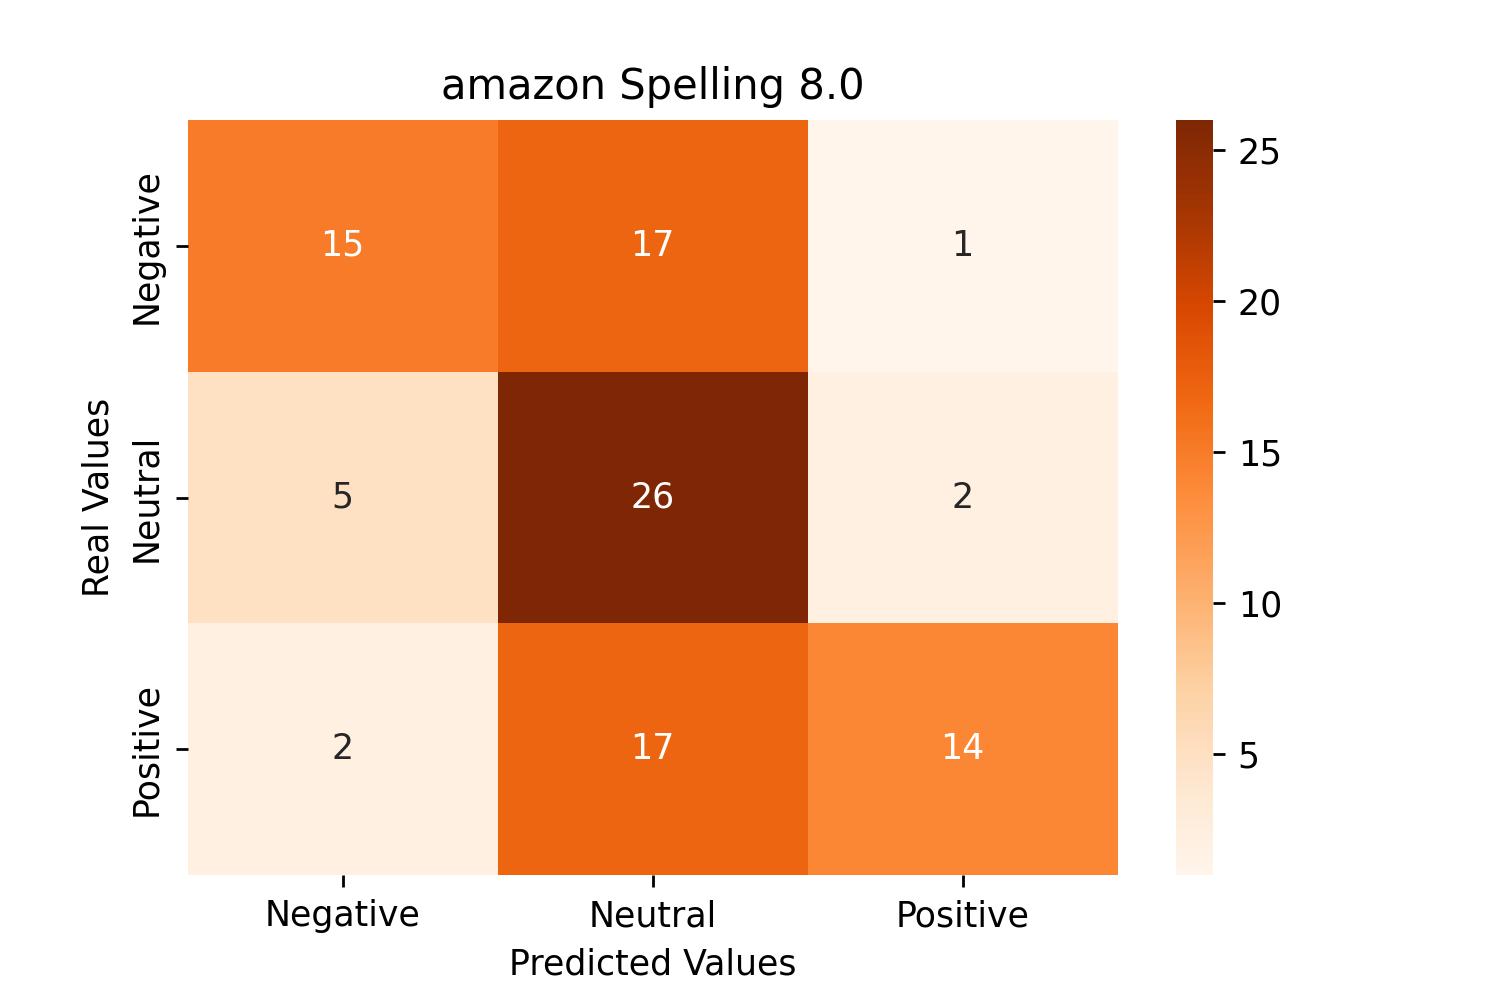 amazon Spelling 8.0
Real Values
Negative
15 17 1
Neutral
5 26 2
Positive
2 17 14
Negative Neutral Positive
Predicted Values
25
20
15
10
5